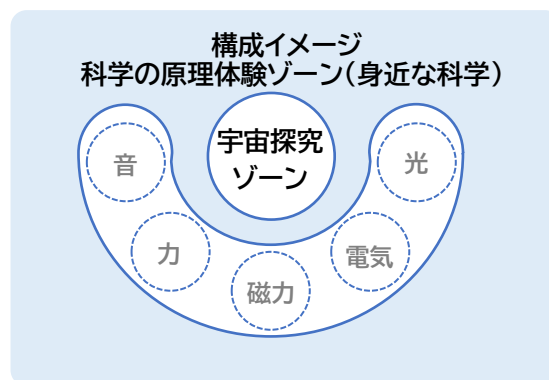 構成イメージ
科学の原理体験ゾーン（身近な科学）
宇宙探究
ゾーン
音
光
力
電気
磁力